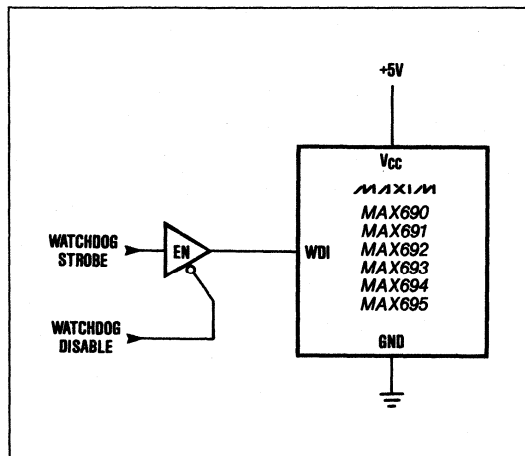 +5V
VCC
MAXIM
MAX690
MAX691
MAX692
MAX693
MAX694
MAX695
WATCHDOG
STROBE
EN
WDI
WATCHDOG
DISABLE
GND